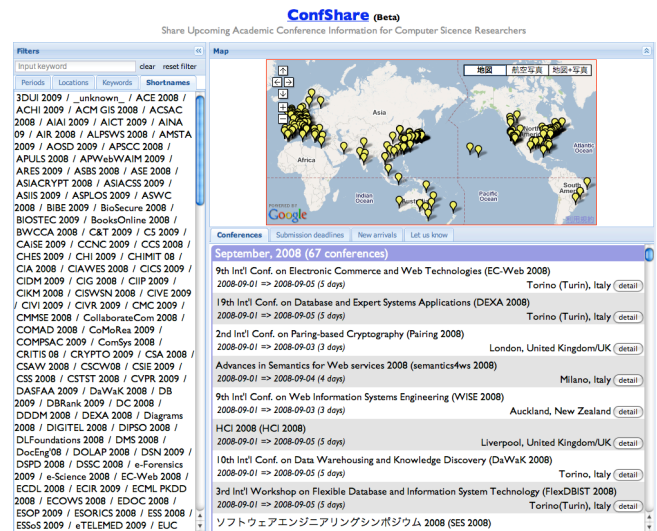 ConfShare (Beta)
Share Upcoming Academic Conference Information for Computer Sicence Researchers
Filters
Input keyword clear reset filter
Periods Locations Keywords Shortnames
3DUI 2009 / _unknown_ / ACE 2008 /
ACHI 2009 / ACM GIS 2008 / ACSAC
2008 / AIAI 2009 / AICT 2009 / AINA
09 / AIR 2008 / ALPSWS 2008 / AMSTA
2009 / AOSD 2009 / APSCC 2008 /
APULS 2008 / APWebWAIM 2009 /
ARES 2009 / ASBS 2008 / ASE 2008 /
ASIACRYPT 2008 / ASIACSS 2009 /
ASIIS 2009 / ASPLOS 2009 / ASWC
2008 / BIBE 2009 / BioSecure 2008 /
BIOSTEC 2009 / BooksOnline 2008 /
BWCCA 2008 / C&T 2009 / C5 2009 /
CAiSE 2009 / CCNC 2009 / CCS 2008 /
CHES 2009 / CHI 2009 / CHIMIT 08 /
CIA 2008 / CIAWES 2008 / CICS 2009 /
CIDM 2009 / CIG 2008 / CIIP 2009 /
CIKM 2008 / CISWSN 2008 / CIVE 2009
/ CIVI 2009 / CIVR 2009 / CMC 2009 /
CMMSE 2008 / CollaborateCom 2008 /
COMAD 2008 / CoMoRea 2009 /
COMPSAC 2009 / ComSys 2008 /
CRITIS 08 / CRYPTO 2009 / CSA 2008 /
CSAW 2008 / CSCW08 / CSIE 2009 /
CSS 2008 / CSTST 2008 / CVPR 2009 /
DASFAA 2009 / DaWaK 2008 / DB
2009 / DBRank 2009 / DC 2008 /
DDDM 2008 / DEXA 2008 / Diagrams
2008 / DIGITEL 2008 / DIPSO 2008 /
DLFoundations 2008 / DMS 2008 /
DocEng'08 / DOLAP 2008 / DSN 2009 /
DSPD 2008 / DSSC 2008 / e-Forensics
2009 / e-Science 2008 / EC-Web 2008 /
ECDL 2008 / ECIR 2009 / ECML PKDD
2008 / ECOWS 2008 / EDOC 2008 /
ESOP 2009 / ESORICS 2008 / ESS 2008 /
ESSoS 2009 / eTELEMED 2009 / EUC
Map
地図 航空写真 地図+写真
Asia
Africa
North
Atlantic
Ocean
Indian
Ocean
Pacific
Ocean
South
POWERED BY
Google
利用規約
Conferences Submission deadlines New arrivals Let us know
September, 2008 (67 conferences)
9th Int'l Conf. on Electronic Commerce and Web Technologies (EC-Web 2008)
2008-09-01 => 2008-09-05 (5 days) Torino (Turin), Italy detail
19th Int'l Conf. on Database and Expert Systems Applications (DEXA 2008)
2008-09-01 => 2008-09-05 (5 days) Torino (Turin), Italy detail
2nd Int'l Conf. on Paring-based Cryptography (Pairing 2008)
2008-09-01 => 2008-09-03 (3 days) London, United Kingdom/UK detail
Advances in Semantics for Web services 2008 (semantics4ws 2008)
2008-09-01 => 2008-09-04 (4 days) Milano, Italy detail
9th Int'l Conf. on Web Information Systems Engineering (WISE 2008)
2008-09-01 => 2008-09-03 (3 days) Auckland, New Zealand detail
HCI 2008 (HCI 2008)
2008-09-01 => 2008-09-05 (5 days) Liverpool, United Kingdom/UK detail
10th Int'l Conf. on Data Warehousing and Knowledge Discovery (DaWaK 2008)
2008-09-01 => 2008-09-05 (5 days) Torino, Italy detail
3rd Int'l Workshop on Flexible Database and Information System Technology (FlexDBIST 2008)
2008-09-01 => 2008-09-05 (5 days) Torino(Turin), Italy detail
ソフトウェアエンジニアリングシンポジウム 2008 (SES 2008)